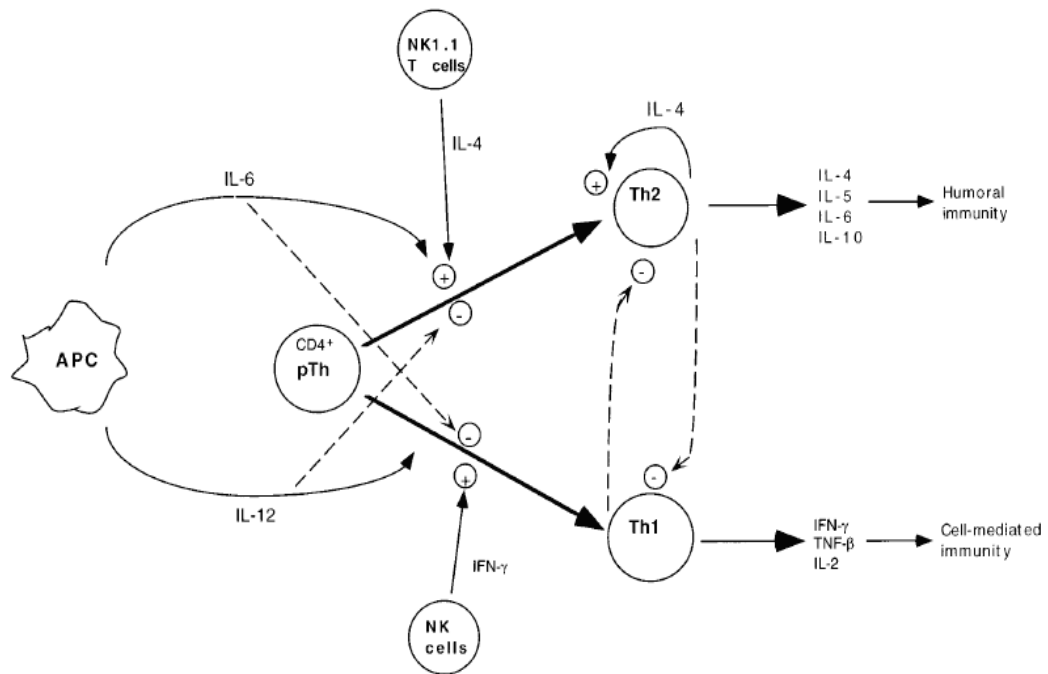 NK1.1
T cells
IL-4
IL-4
IL-6
+
Th2
IL-4
IL-5
IL-6
IL-10
Humoral
immunity
+
-
-
APC
CD4+
pTh
-
+
-
IL-12
Th1
IFN-γ
TNF-β
IL-2
Cell-mediated
immunity
IFN-γ
NK
cells